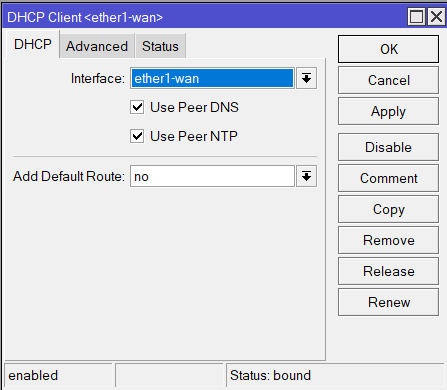 DHCP Client <ether1-wan>
DHCP Advanced Status
Interface: ether1-wan
Use Peer DNS
Use Peer NTP
Add Default Route: no
OK
Cancel
Apply
Disable
Comment
Copy
Remove
Release
Renew
enabled Status: bound